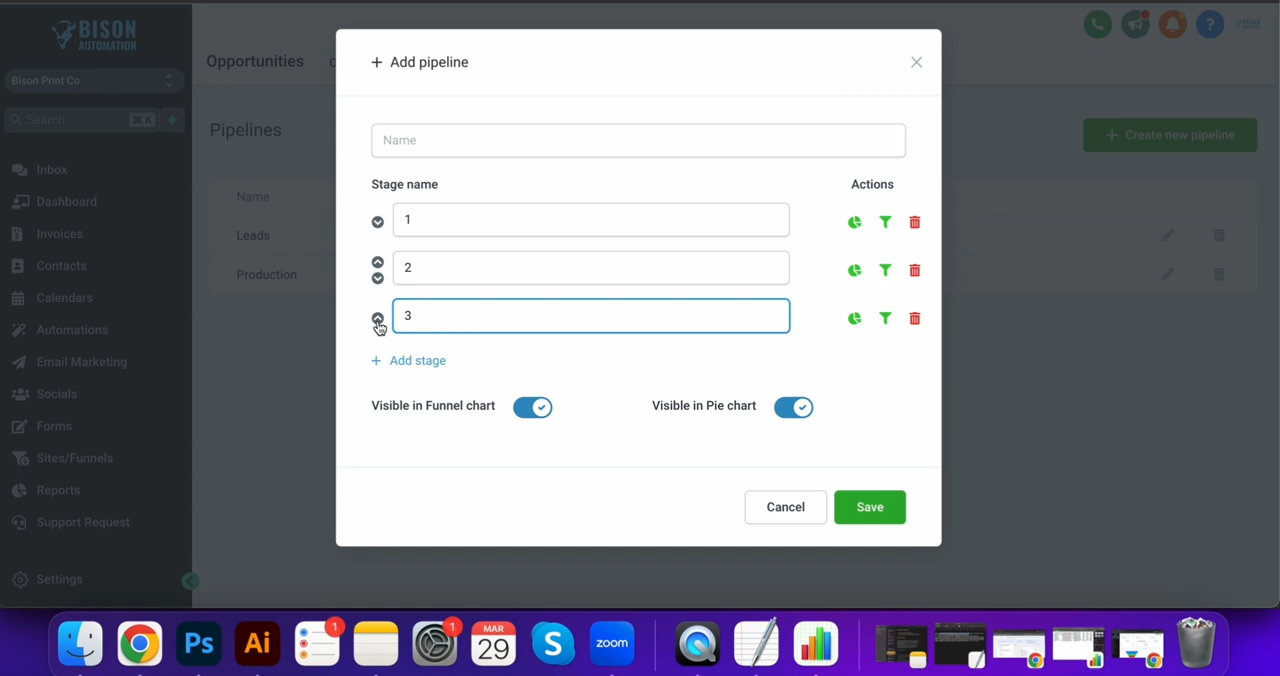 BISON
AUTOMATION
Bison Print Co
Search ⌘ K
Inbox
Dashboard
Invoices
Contacts
Calendars
Automations
Email Marketing
Socials
Forms
Sites/Funnels
Reports
Support Request
Settings
Opportunities
Pipelines
+ Create new pipeline
Name
Leads
Production
+ Add pipeline
Name
Stage name Actions
1
2
3
+ Add stage
Visible in Funnel chart Visible in Pie chart
Cancel Save
Ps Ai 1 1 MAR 29 S zoom